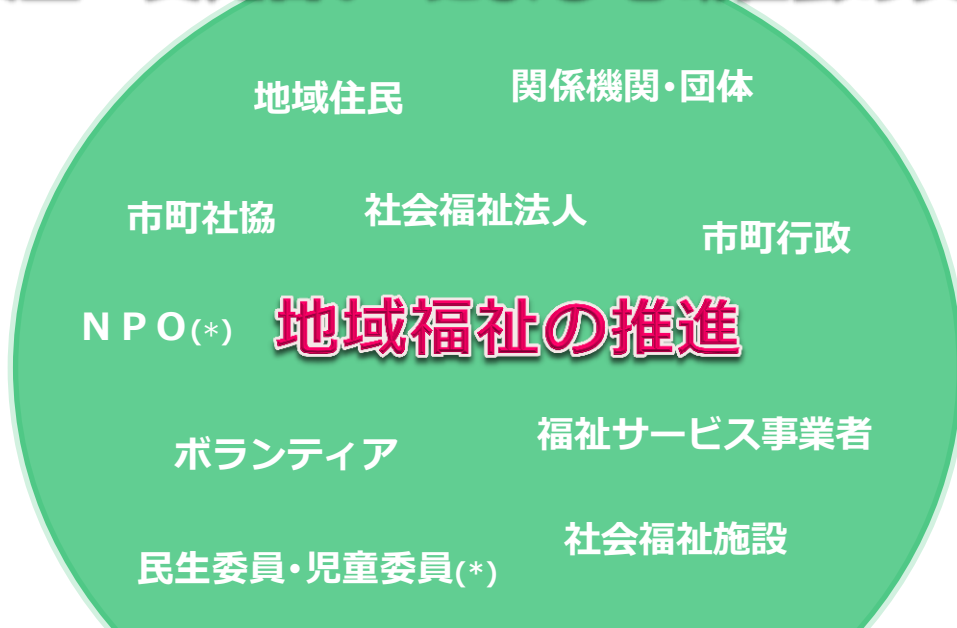 地域住民
関係機関・団体
市町社協
社会福祉法人
市町行政
ＮＰＯ(*)
地域福祉の推進
ボランティア
福祉サービス事業者
社会福祉施設
民生委員・児童委員(*)